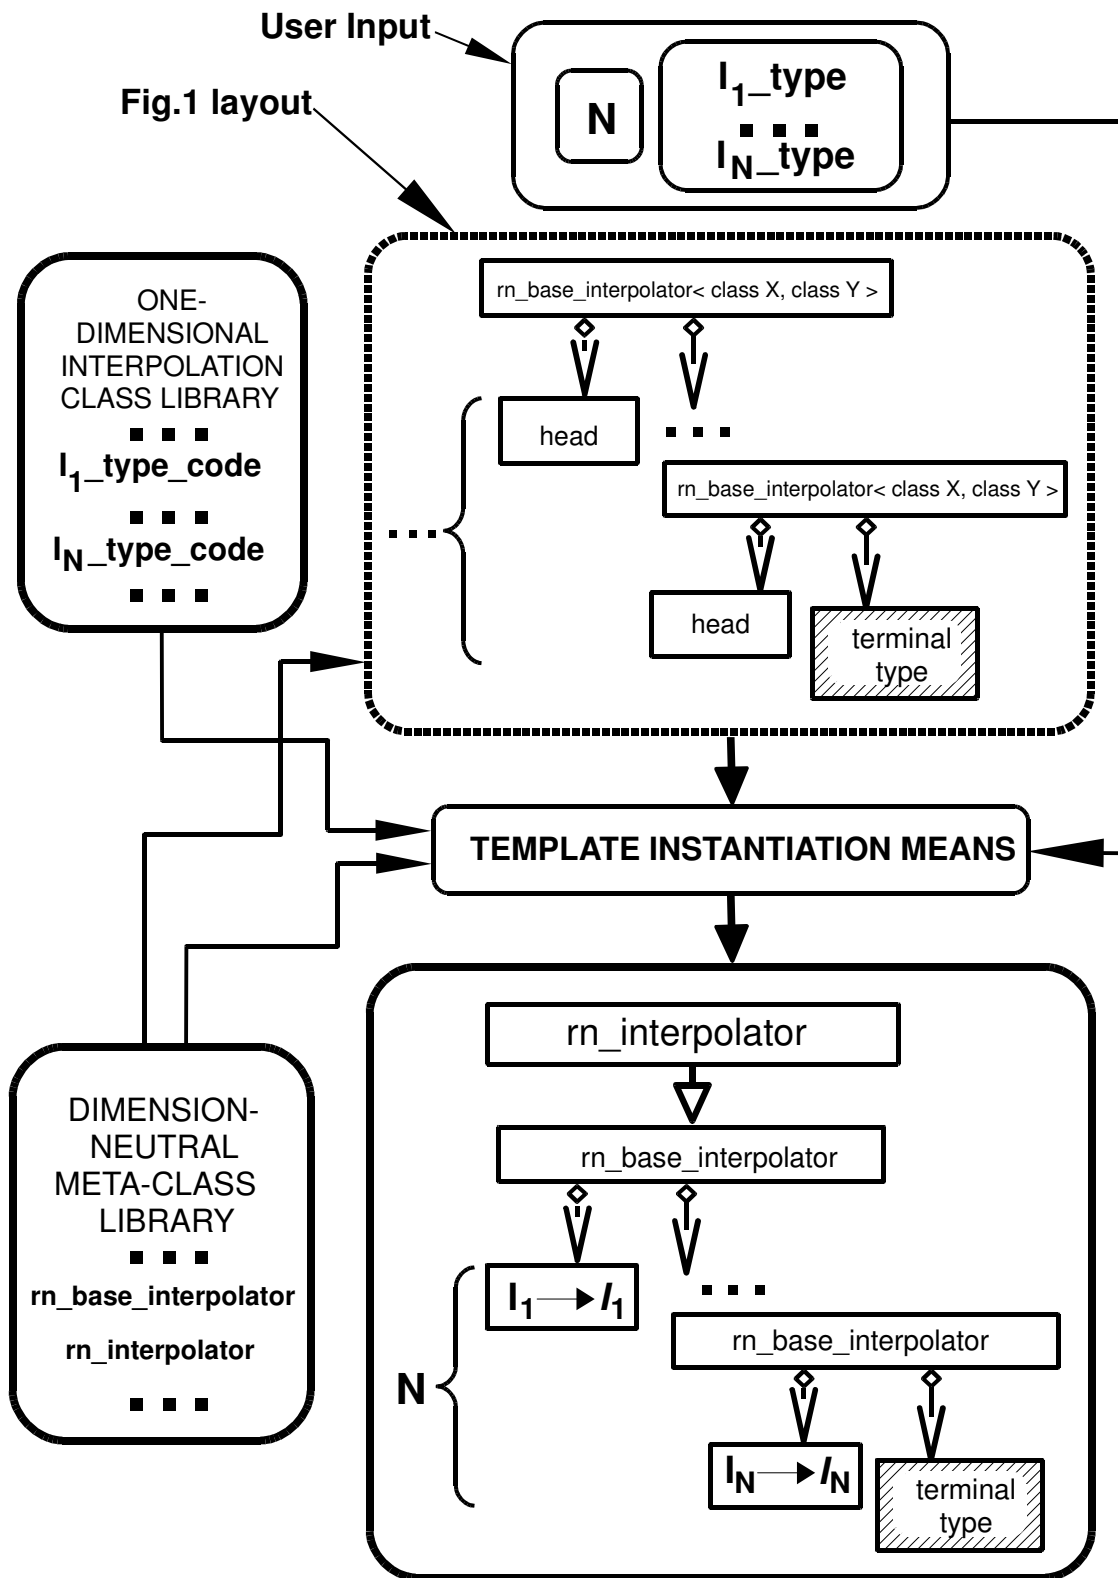 User Input
N
I1_type
...
IN_type
Fig.1 layout
rn_base_interpolator< class X, class Y >
head
...
rn_base_interpolator< class X, class Y >
...
head
terminal
type
ONE-
DIMENSIONAL
INTERPOLATION
CLASS LIBRARY
...
I1_type_code
...
IN_type_code
...
TEMPLATE INSTANTIATION MEANS
DIMENSION-
NEUTRAL
META-CLASS
LIBRARY
...
rn_base_interpolator
rn_interpolator
...
rn_interpolator
rn_base_interpolator
I1 → I1
...
rn_base_interpolator
N
IN → IN
terminal
type